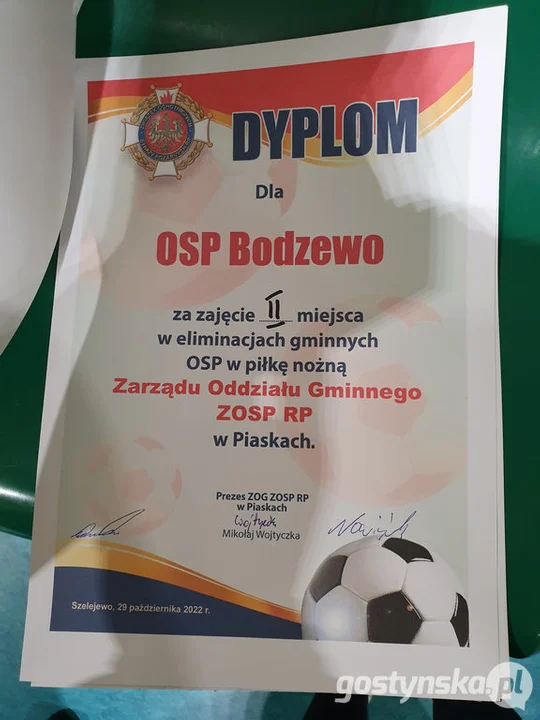 DYPLOM
Dla
OSP Bodzewo
za zajęcie II miejsca
w eliminacjach gminnych
OSP w piłkę nożną
Zarządu Oddziału Gminnego
ZOSP RP
w Piaskach.
Prezes ZOG ZOSP RP
w Piaskach
Wojtyczk
Mikołaj Wojtyczka
Szelejewo, 29 października 2022 r.
gostynska.pl